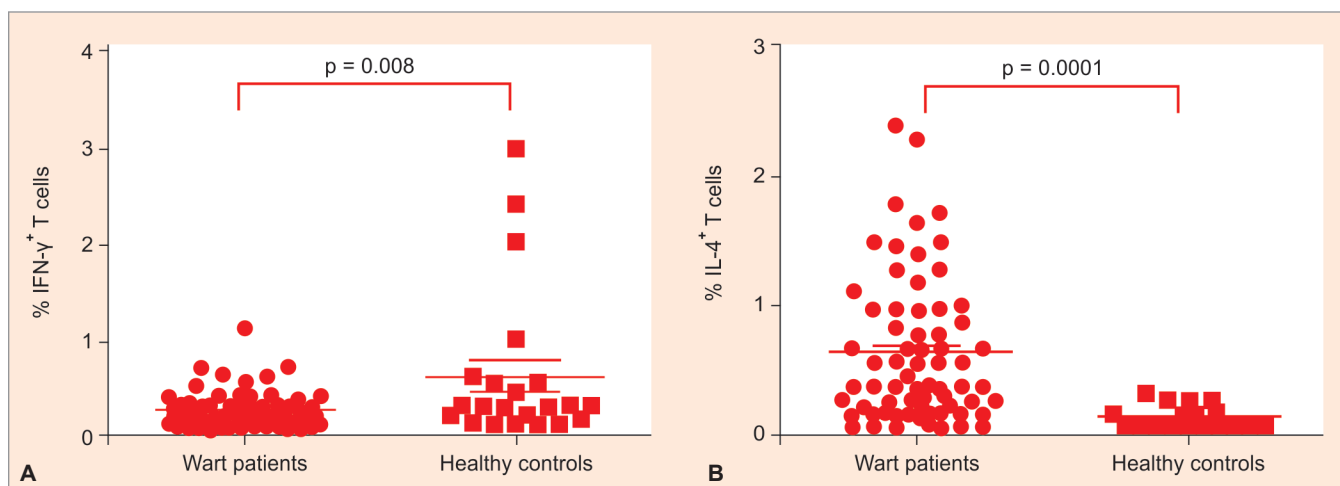 4
3
2
1
0
% IFN-γ+ T cells
p = 0.008
Wart patients
Healthy controls
A
3
2
1
0
% IL-4+ T cells
p = 0.0001
Wart patients
Healthy controls
B